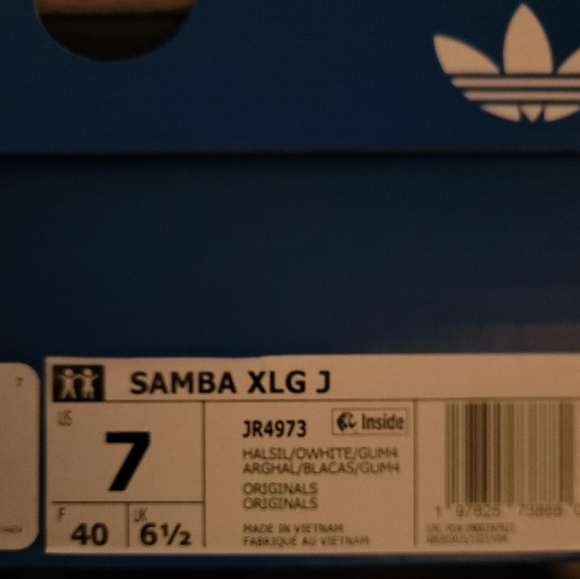 7
SAMBA XLG J
US
7
F
40
UK
6½
JR4973
Inside
HALSIL/OWHITE/GUM4
ARGHAL/BLACAS/GUM4
ORIGINALS
ORIGINALS
MADE IN VIETNAM
FABRIQUÉ AU VIETNAM